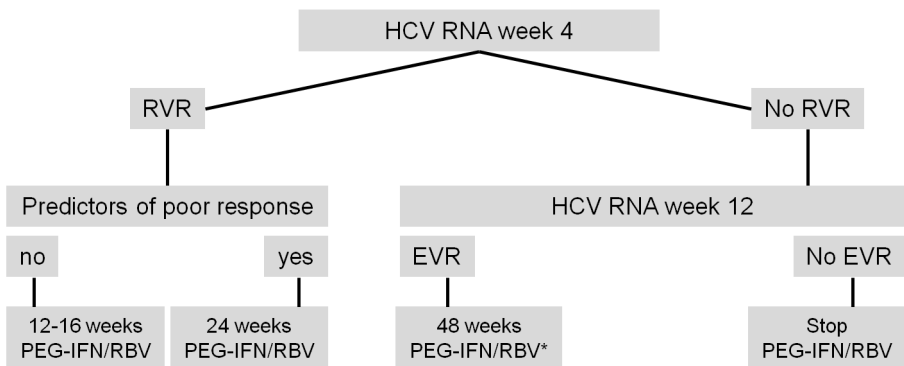 HCV RNA week 4
RVR
No RVR
Predictors of poor response
HCV RNA week 12
no
yes
EVR
No EVR
12-16 weeks
PEG-IFN/RBV
24 weeks
PEG-IFN/RBV
48 weeks
PEG-IFN/RBV*
Stop
PEG-IFN/RBV